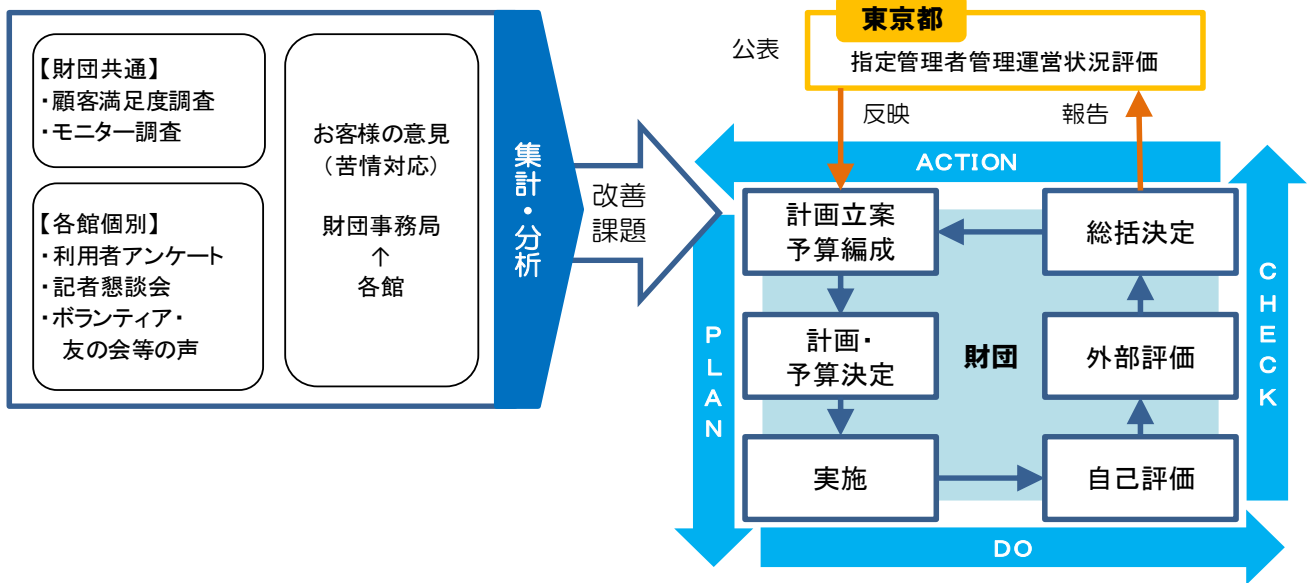 【財団共通】
・顧客満足度調査
・モニター調査
【各館個別】
・利用者アンケート
・記者懇談会
・ボランティア・
友の会等の声
お客様の意見
（苦情対応）
財団事務局
↑
各館
集計・分析
改善
課題
東京都
公表
指定管理者管理運営状況評価
反映
報告
ACTION
計画立案
予算編成
総括決定
PLAN
計画・
予算決定
財団
外部評価
CHECK
実施
自己評価
DO